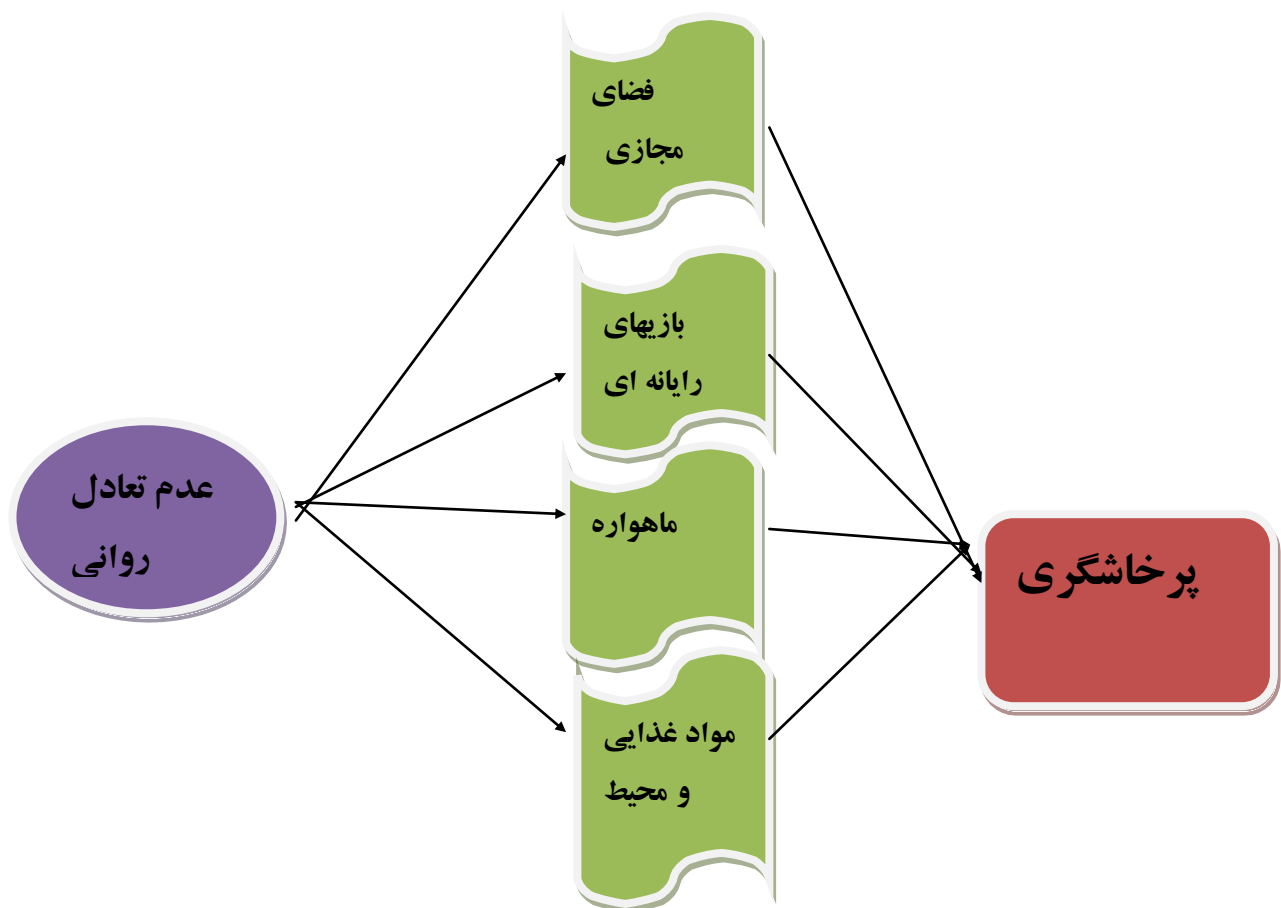 فضای
مجازی
بازیهای
رایانه ای
عدم تعادل
روانی
ماهواره
پرخاشگری
مواد غذایی
و محیط